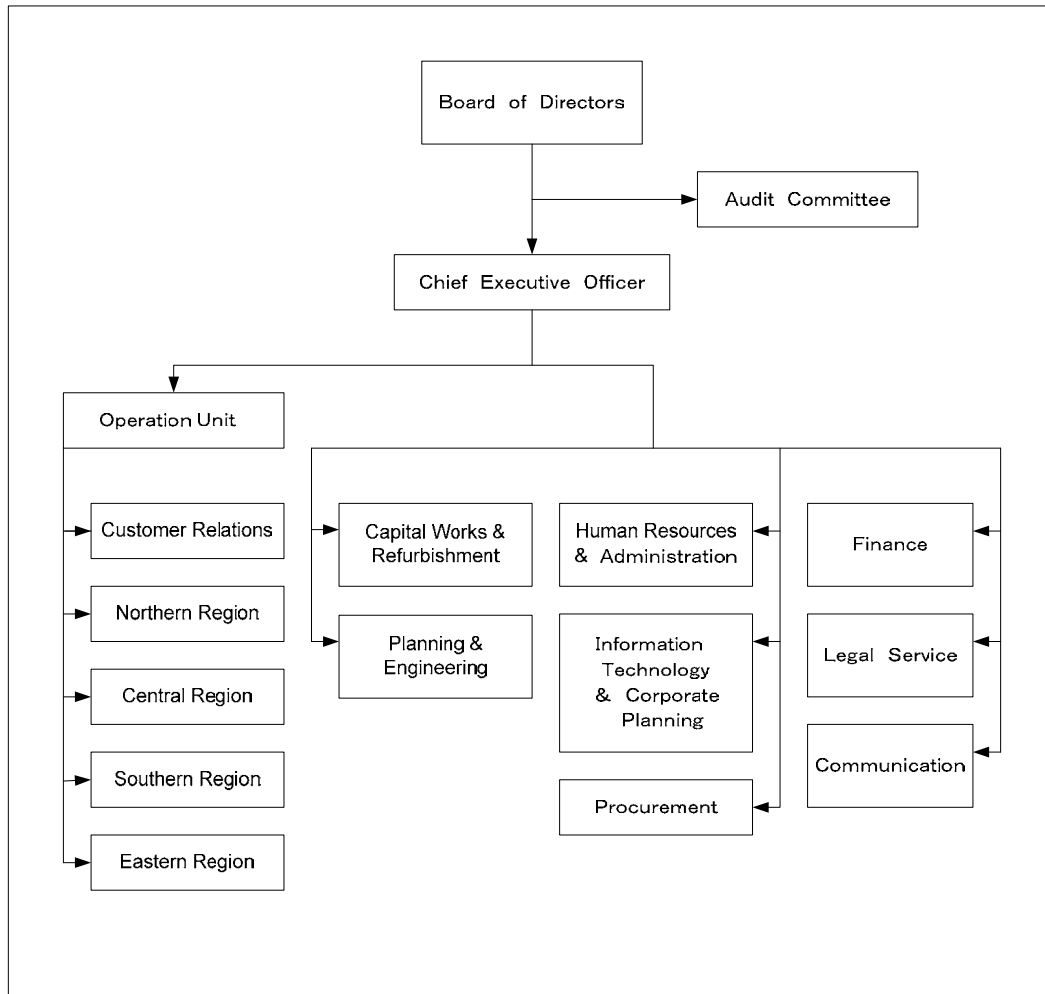 Board of Directors
Audit Committee
Chief Executive Officer
Operation Unit
Customer Relations
Northern Region
Central Region
Southern Region
Eastern Region
Capital Works &
Refurbishment
Planning &
Engineering
Human Resources
& Administration
Information
Technology
& Corporate
Planning
Procurement
Finance
Legal Service
Communication